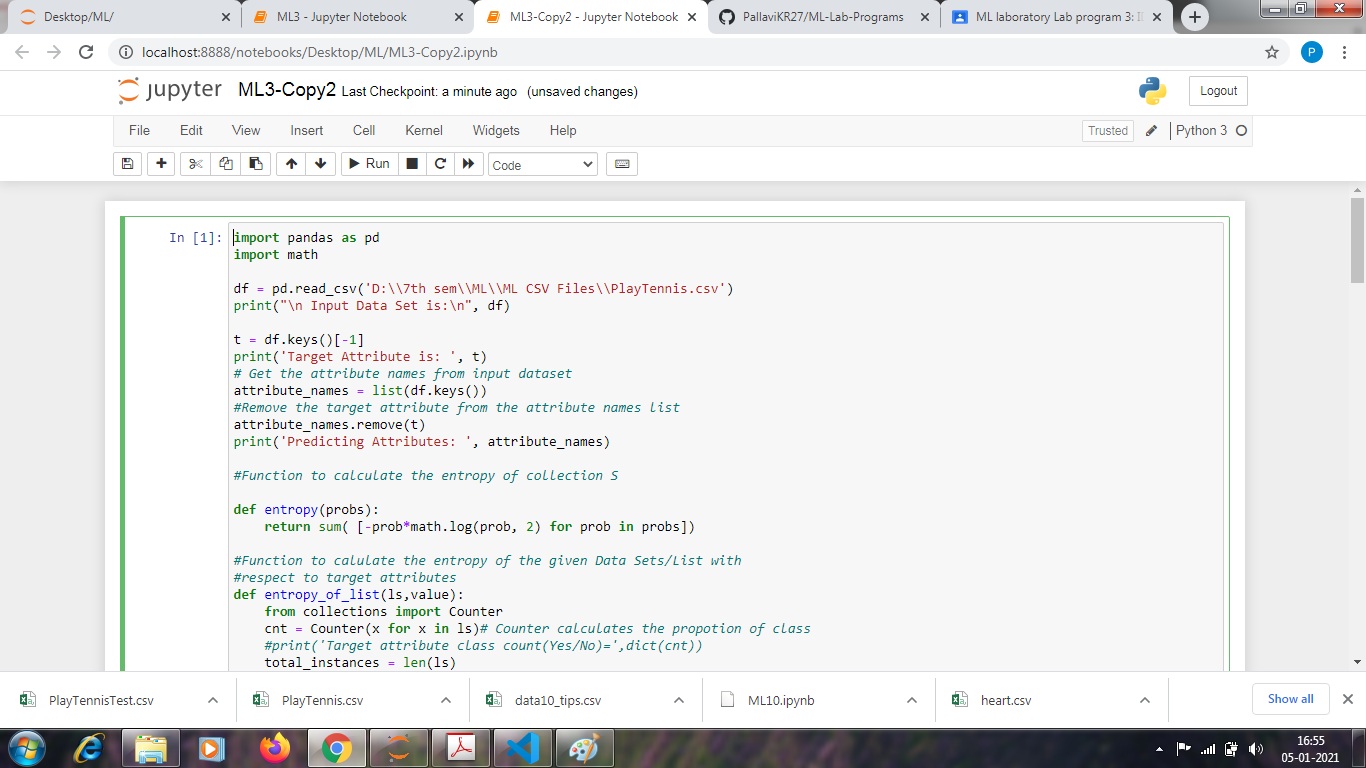 Desktop/ML/
ML3 - Jupyter Notebook
ML3-Copy2 - Jupyter Notebook
PallaviKR27/ML-Lab-Programs
ML laboratory Lab program 3:
localhost:8888/notebooks/Desktop/ML/ML3-Copy2.ipynb
P
jupyter ML3-Copy2 Last Checkpoint: a minute ago (unsaved changes)
Logout
File Edit View Insert Cell Kernel Widgets Help
Trusted Python 3
Run Code
In [1]: import pandas as pd
import math
df = pd.read_csv('D:\\7th sem\\ML\\ML CSV Files\\PlayTennis.csv')
print("\n Input Data Set is:\n", df)
t = df.keys()[-1]
print('Target Attribute is: ', t)
# Get the attribute names from input dataset
attribute_names = list(df.keys())
#Remove the target attribute from the attribute names list
attribute_names.remove(t)
print('Predicting Attributes: ', attribute_names)
#Function to calculate the entropy of collection S
def entropy(probs):
    return sum( [-prob*math.log(prob, 2) for prob in probs])
#Function to calulate the entropy of the given Data Sets/List with
#respect to target attributes
def entropy_of_list(ls,value):
    from collections import Counter
    cnt = Counter(x for x in ls)# Counter calculates the propotion of class
    #print('Target attribute class count(Yes/No)=',dict(cnt))
    total_instances = len(ls)
PlayTennisTest.csv
PlayTennis.csv
data10_tips.csv
ML10.ipynb
heart.csv
Show all
16:55
05-01-2021